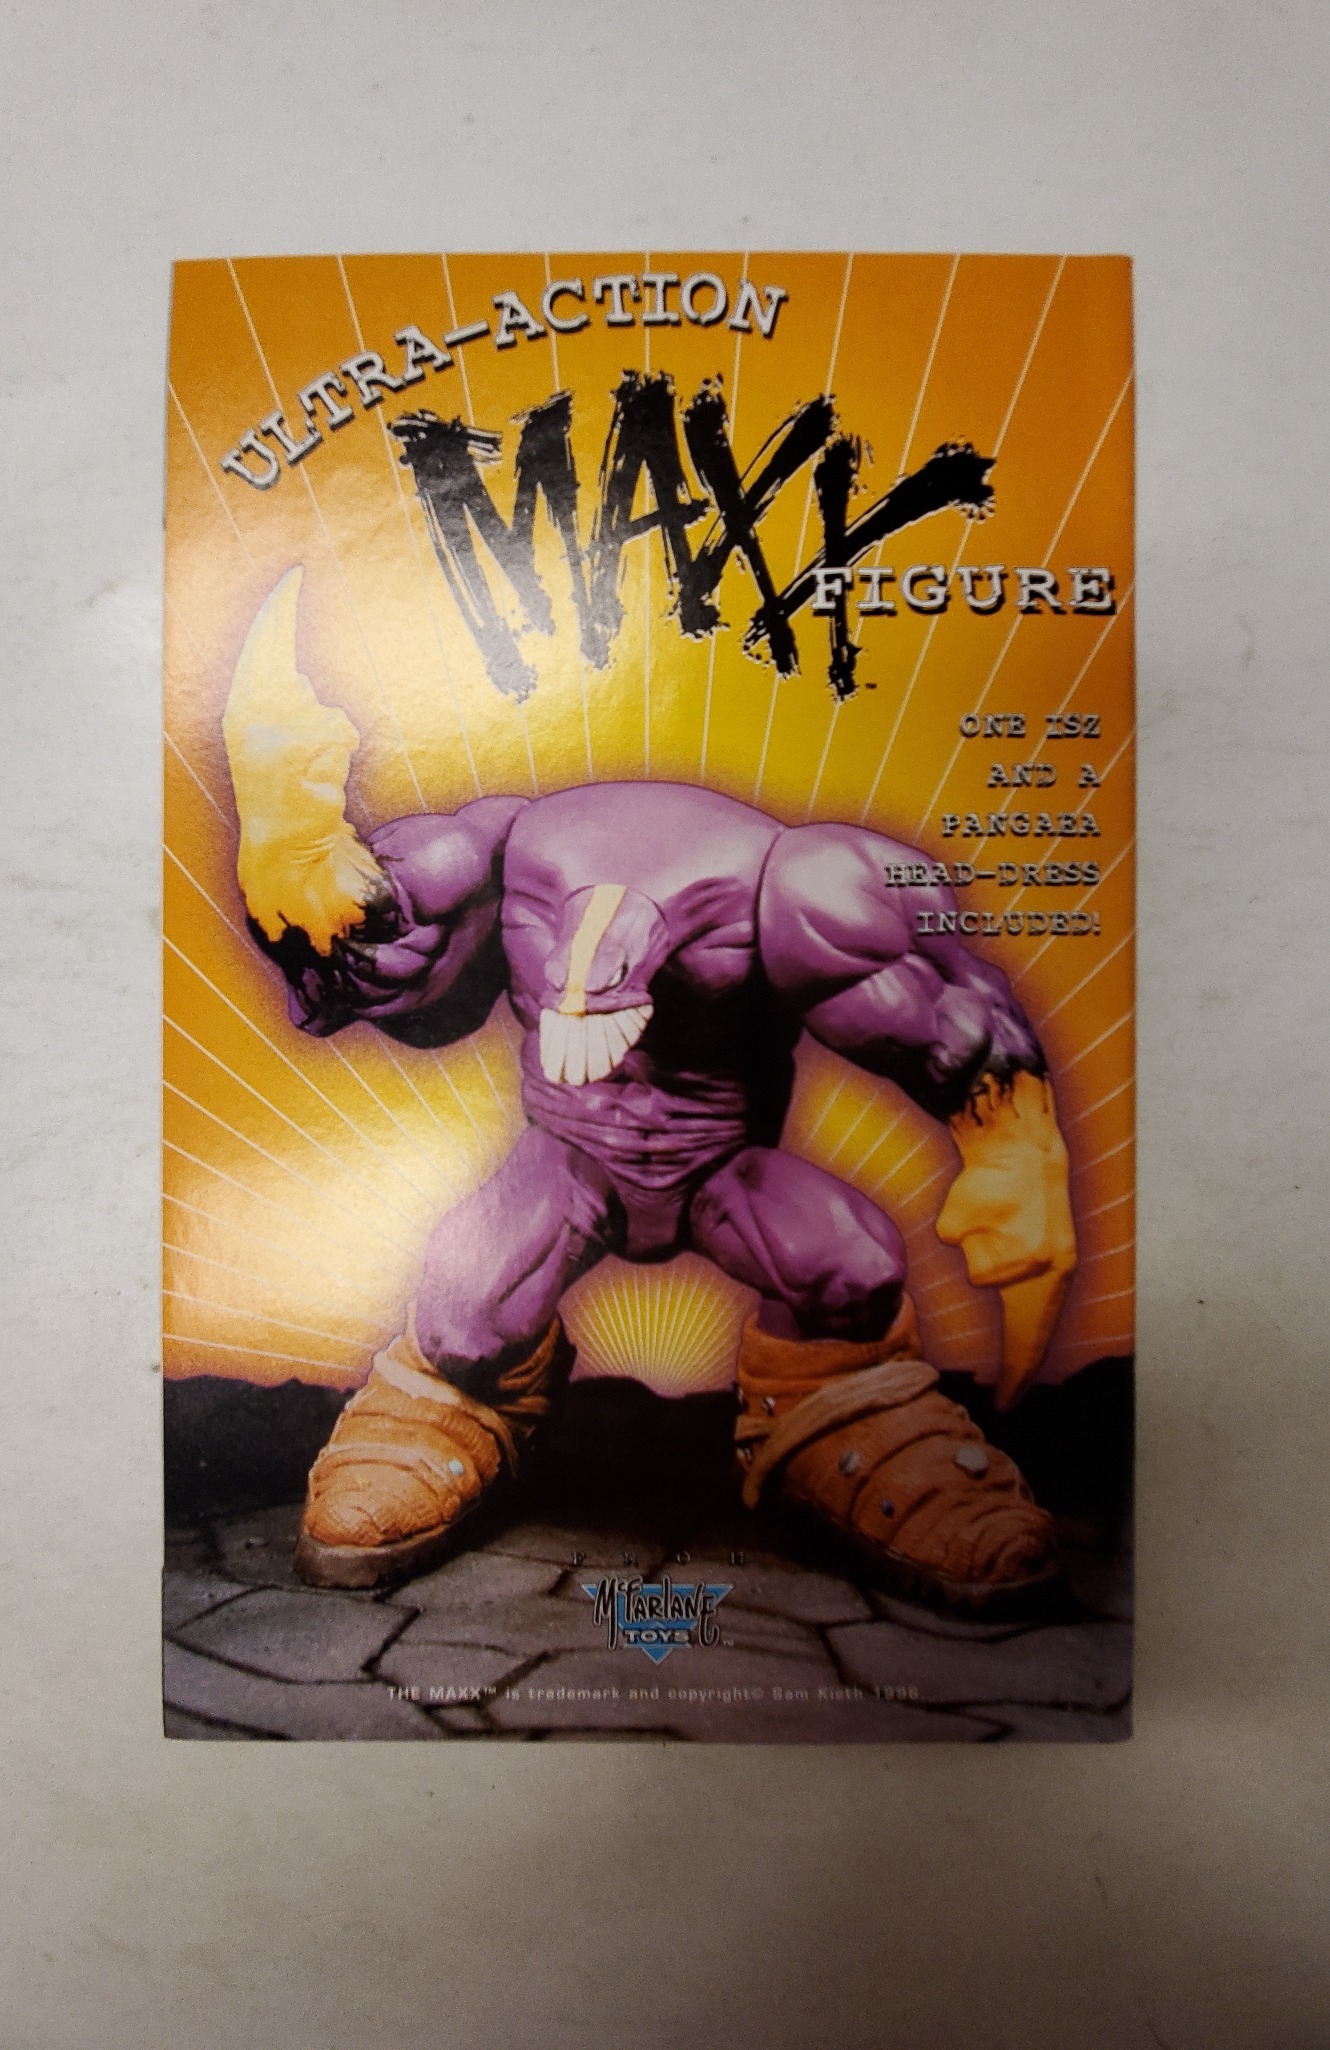 ULTRA-ACTION
MAXX
FIGURE
ONE ISZ
AND A
PANGAEA
HEAD-DRESS
INCLUDED!
FROM
McFARLANE
TOYS™
THE MAXX™ is trademark and copyright© Sam Kieth 1996.